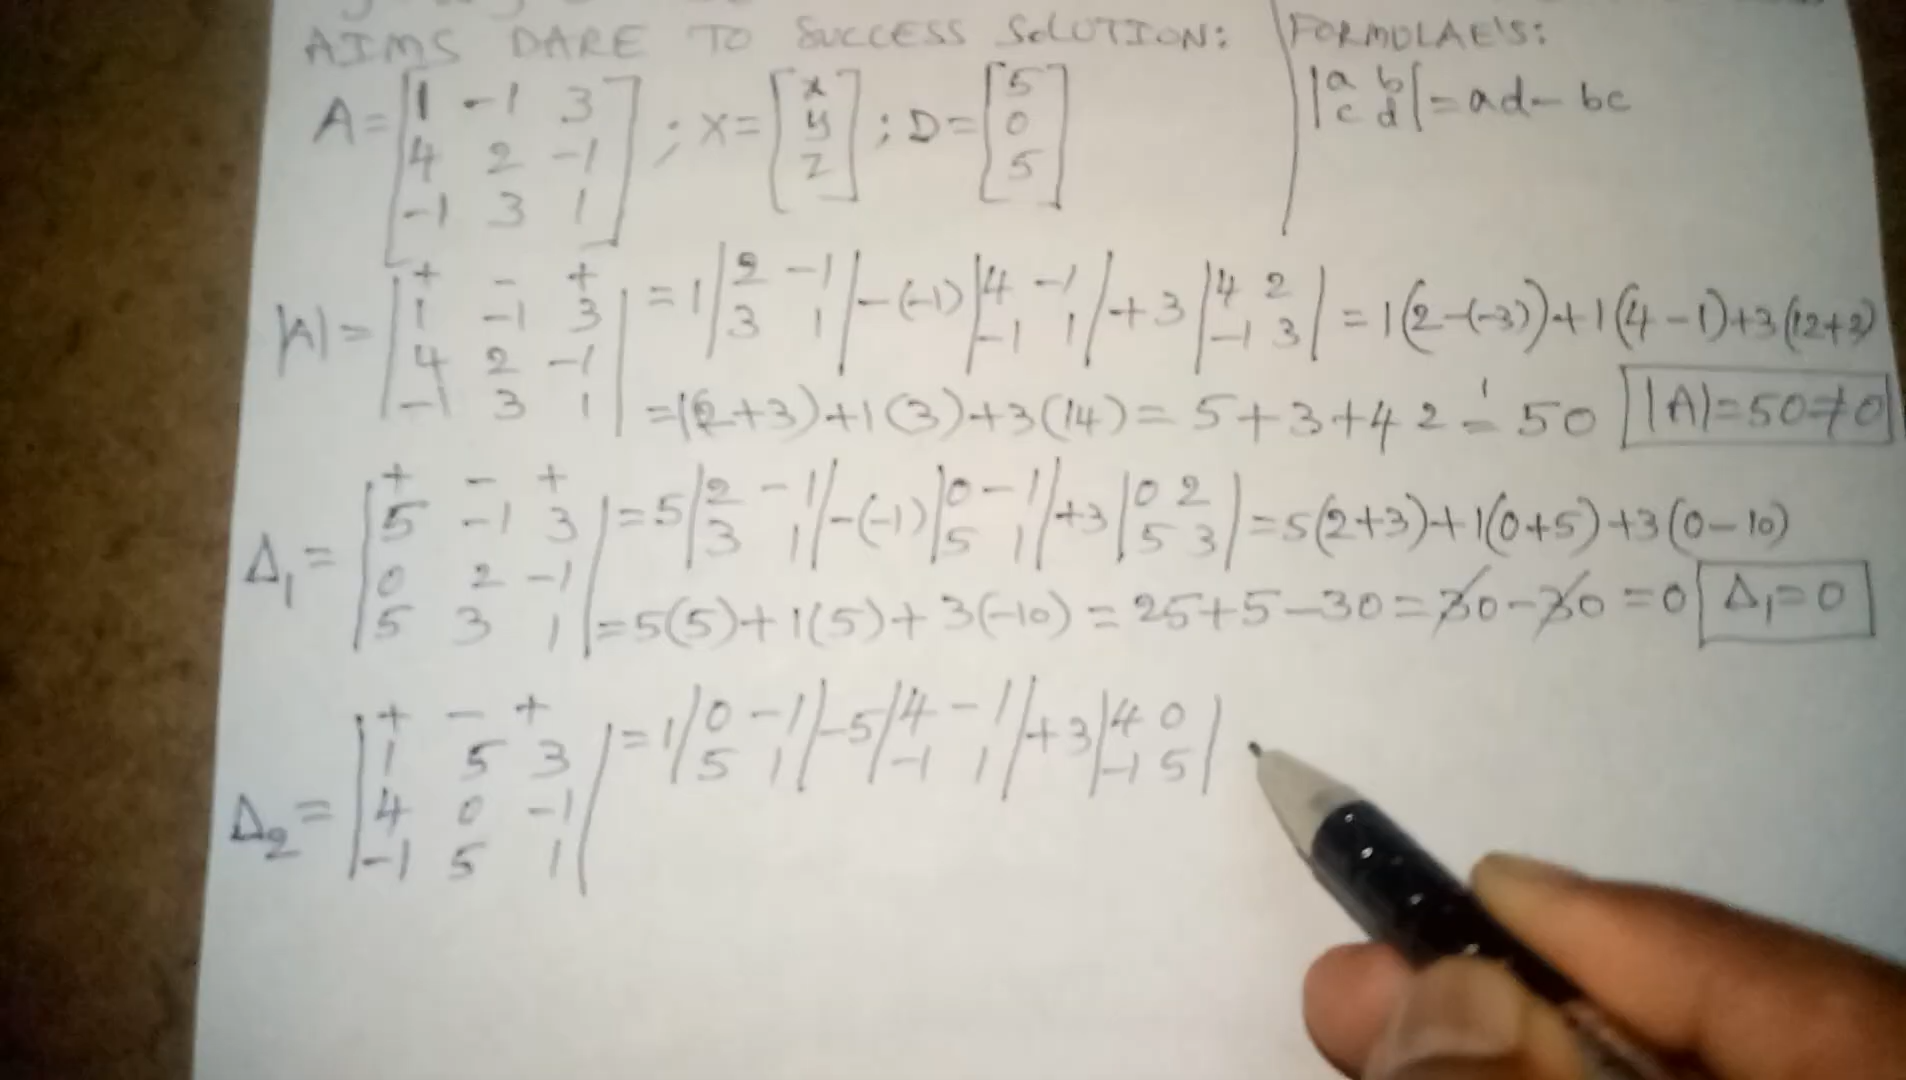 AIMS DARE TO SUCCESS SOLUTION: FORMULAE'S:
A = [1 -1 3; 4 2 -1; -1 3 1] ; X = [x; y; z] ; D = [5; 0; 5]
|a b; c d| = ad - bc
|A| = |1 -1 3; 4 2 -1; -1 3 1| (+ - +) = 1|2 -1; 3 1| - (-1)|4 -1; -1 1| + 3|4 2; -1 3| = 1(2-(-3)) + 1(4-1) + 3(12+2)
= 1(2+3) + 1(3) + 3(14) = 5 + 3 + 42 = 50 |A| = 50 ≠ 0
Δ₁ = |5 -1 3; 0 2 -1; 5 3 1| (+ - +) = 5|2 -1; 3 1| - (-1)|0 -1; 5 1| + 3|0 2; 5 3| = 5(2+3) + 1(0+5) + 3(0-10)
= 5(5) + 1(5) + 3(-10) = 25 + 5 - 30 = 30 - 30 = 0 Δ₁ = 0
Δ₂ = |1 5 3; 4 0 -1; -1 5 1| (+ - +) = 1|0 -1; 5 1| - 5|4 -1; -1 1| + 3|4 0; -1 5|